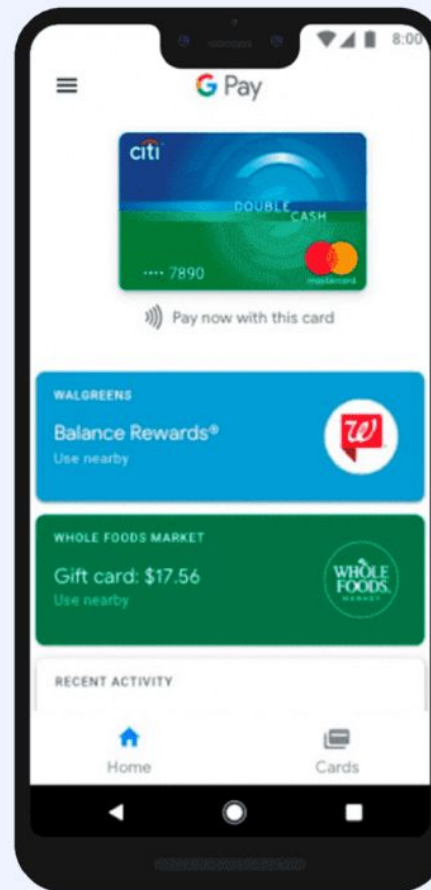 8:00
G Pay
citi
DOUBLE
CASH
···· 7890
mastercard
Pay now with this card
WALGREENS
Balance Rewards®
Use nearby
W
WHOLE FOODS MARKET
Gift card: $17.56
Use nearby
WHOLE
FOODS
MARKET
RECENT ACTIVITY
Home
Cards